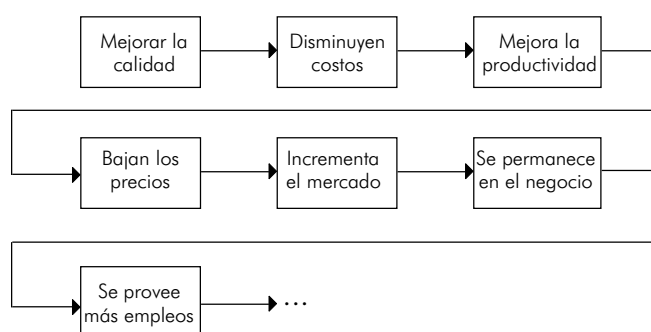 Mejorar la
calidad
Disminuyen
costos
Mejora la
productividad
Bajan los
precios
Incrementa
el mercado
Se permanece
en el negocio
Se provee
más empleos
...